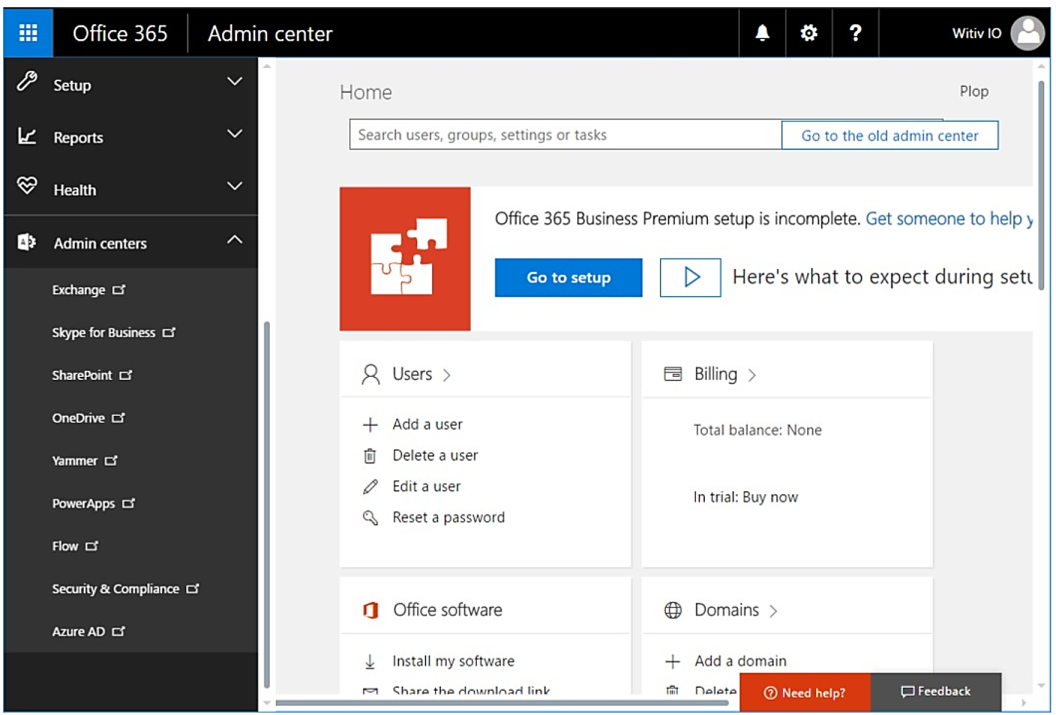 Office 365
Admin center
?
Witiv IO
Setup
Reports
Health
Admin centers
Exchange
Skype for Business
SharePoint
OneDrive
Yammer
PowerApps
Flow
Security & Compliance
Azure AD
Home
Plop
Search users, groups, settings or tasks
Go to the old admin center
Office 365 Business Premium setup is incomplete. Get someone to help
Go to setup
Here's what to expect during
Users
Add a user
Delete a user
Edit a user
Reset a password
Billing
Total balance: None
In trial: Buy now
Office software
Install my software
Share the download link
Domains
Add a domain
Delete
Need help?
Feedback